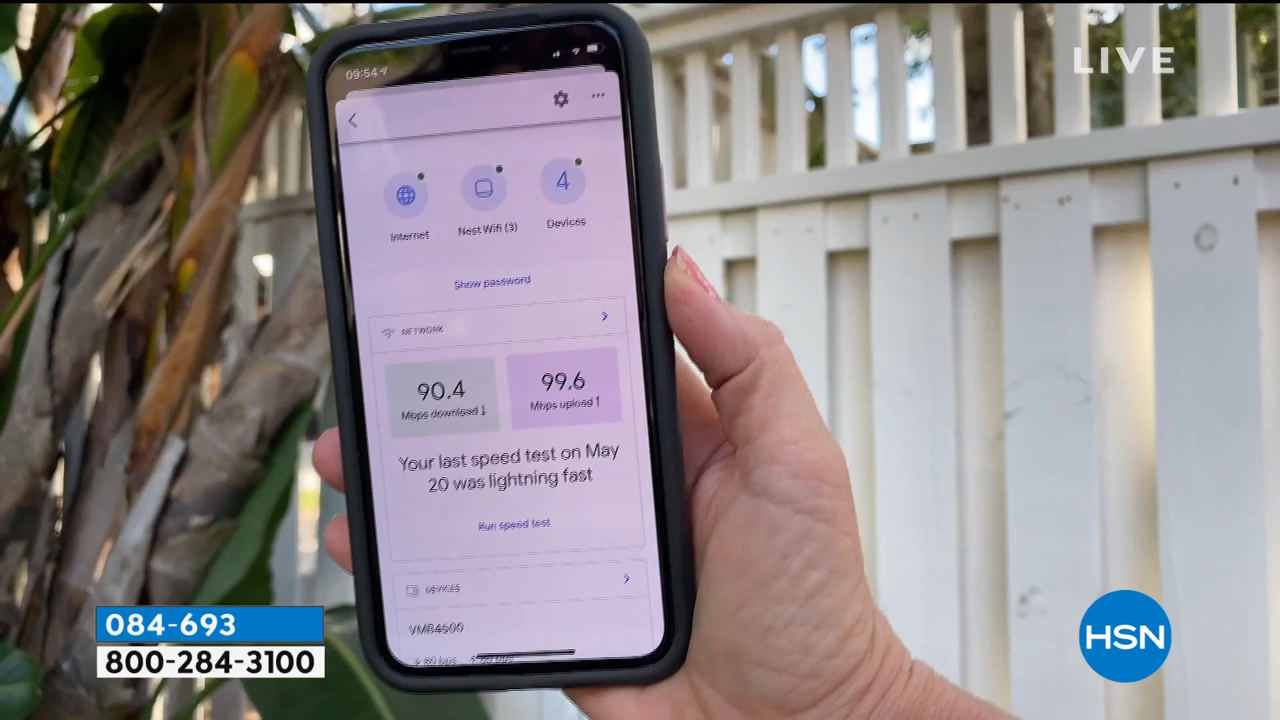 LIVE
09:54
4
Internet
Nest Wifi (3)
Devices
Show password
NETWORK
90.4
Mbps download ↓
99.6
Mbps upload ↑
Your last speed test on May
20 was lightning fast
Run speed test
DEVICES
VMB4500
084-693
800-284-3100
HSN